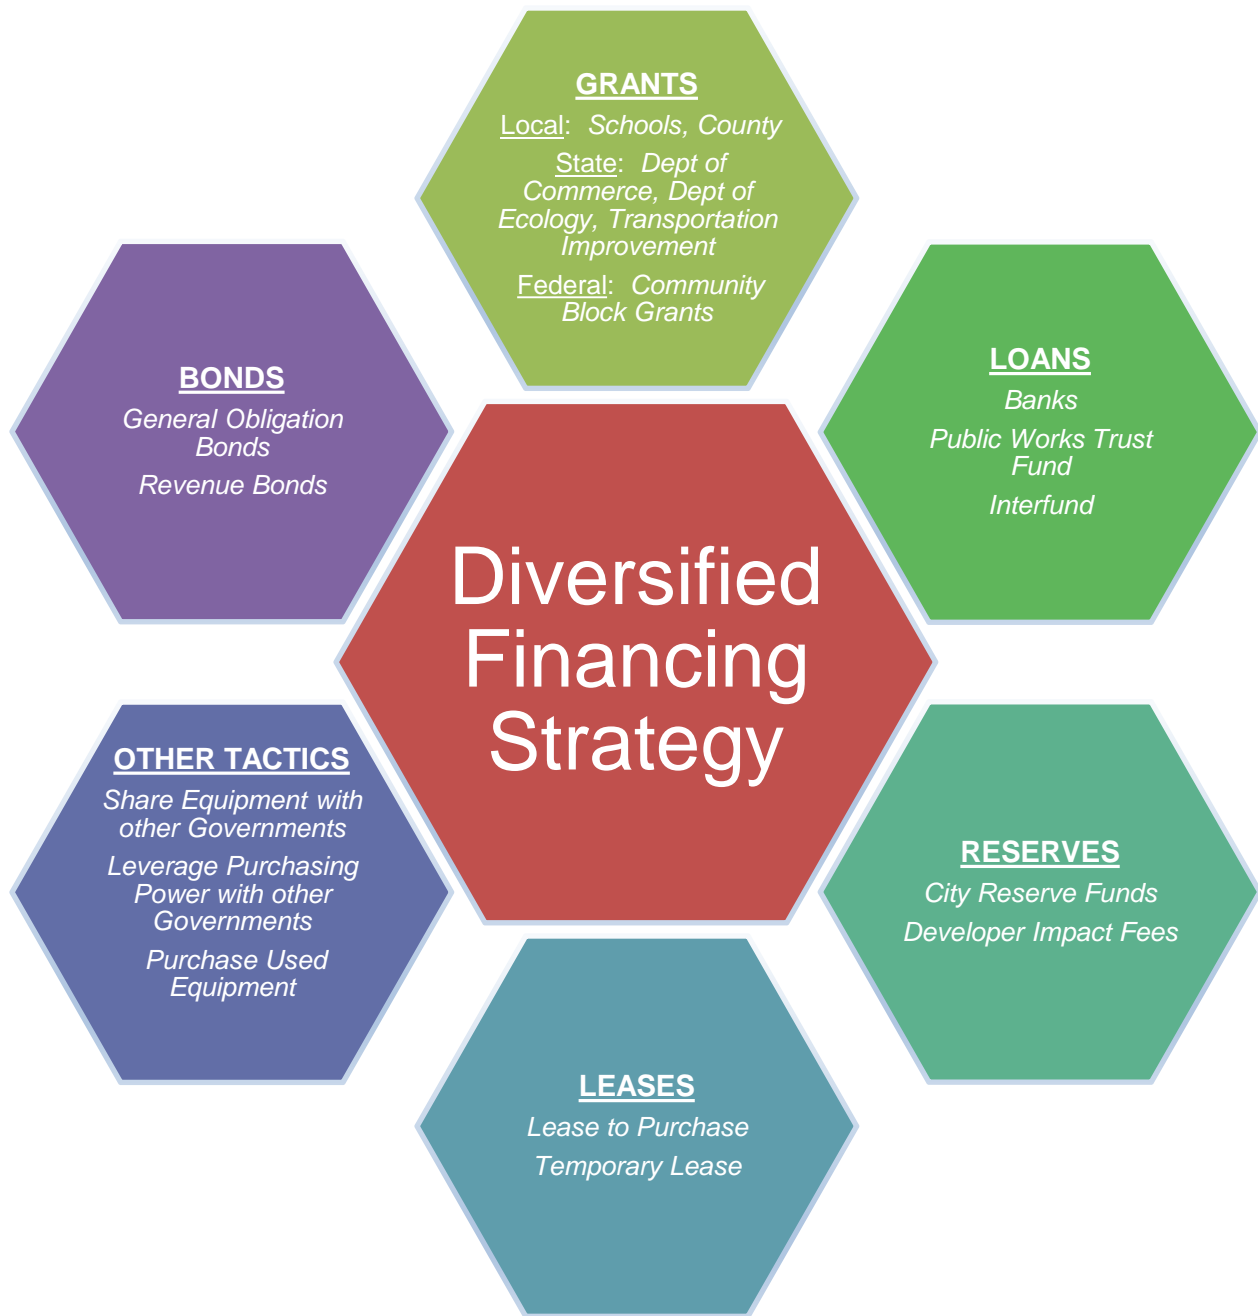 GRANTS
Local:  Schools, County
State:  Dept of
Commerce, Dept of
Ecology, Transportation
Improvement
Federal:  Community
Block Grants
BONDS
General Obligation
Bonds
Revenue Bonds
LOANS
Banks
Public Works Trust
Fund
Interfund
Diversified
Financing
Strategy
OTHER TACTICS
Share Equipment with
other Governments
Leverage Purchasing
Power with other
Governments
Purchase Used
Equipment
RESERVES
City Reserve Funds
Developer Impact Fees
LEASES
Lease to Purchase
Temporary Lease